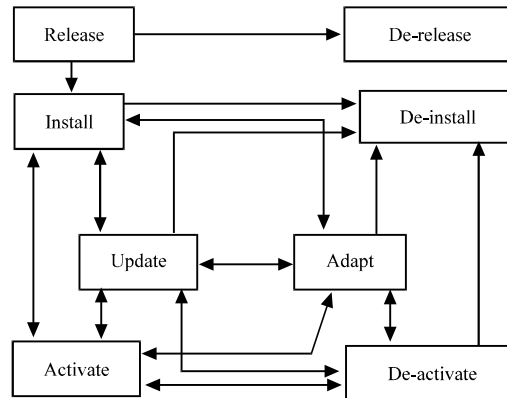 Release
De-release
Install
De-install
Update
Adapt
Activate
De-activate